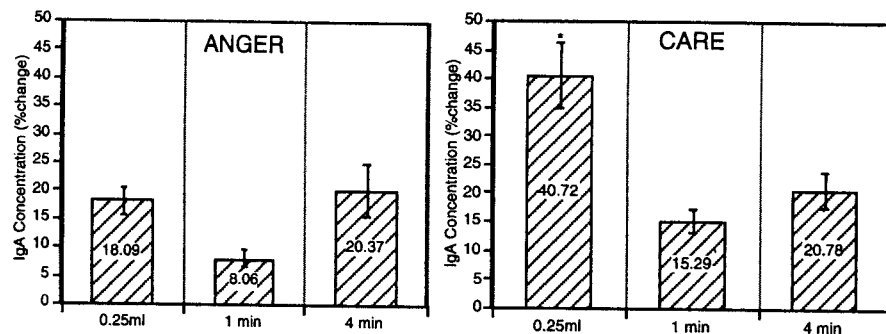 ANGER
IgA Concentration (%change)
50
45
40
35
30
25
20
15
10
5
0
18.09
8.06
20.37
0.25ml
1 min
4 min
CARE
IgA Concentration (%change)
50
45
40
35
30
25
20
15
10
5
0
*
40.72
15.29
20.78
0.25ml
1 min
4 min